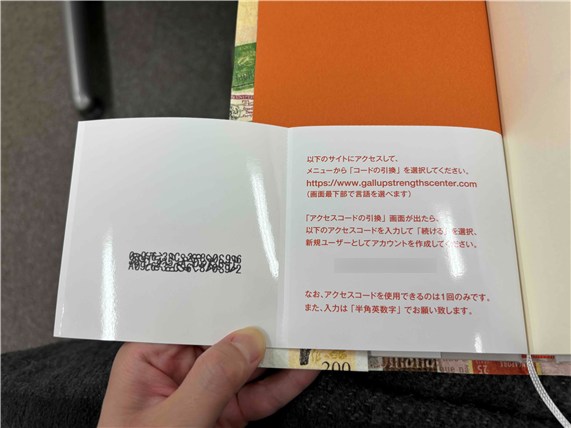 以下のサイトにアクセスして、
メニューから「コードの引換」を選択してください。
https://www.gallupstrengthscenter.com
(画面最下部で言語を選べます)
「アクセスコードの引換」画面が出たら、
以下のアクセスコードを入力して「続ける」を選択、
新規ユーザーとしてアカウントを作成してください。
なお、アクセスコードを使用できるのは1回のみです。
また、入力は「半角英数字」でお願い致します。
200